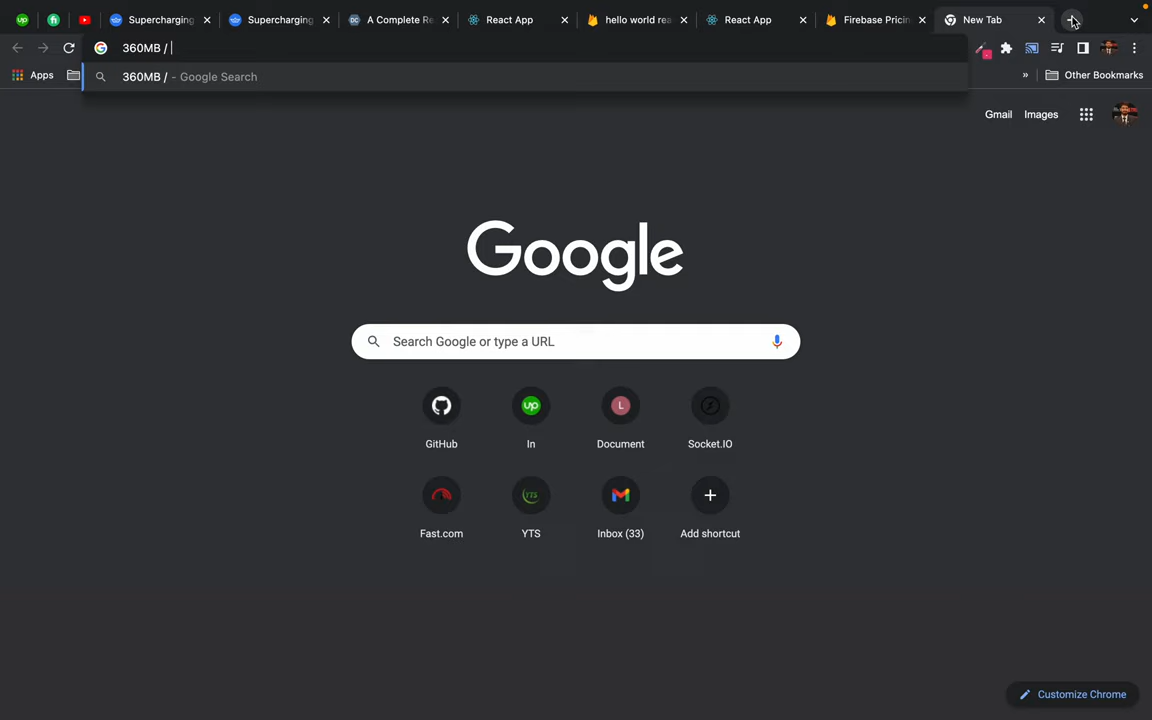 Supercharging
Supercharging
A Complete Re
React App
hello world rea
React App
Firebase Pricin
New Tab
360MB /
360MB / - Google Search
Apps
»
Other Bookmarks
Gmail
Images
Google
Search Google or type a URL
GitHub
In
Document
Socket.IO
Fast.com
YTS
Inbox (33)
Add shortcut
Customize Chrome